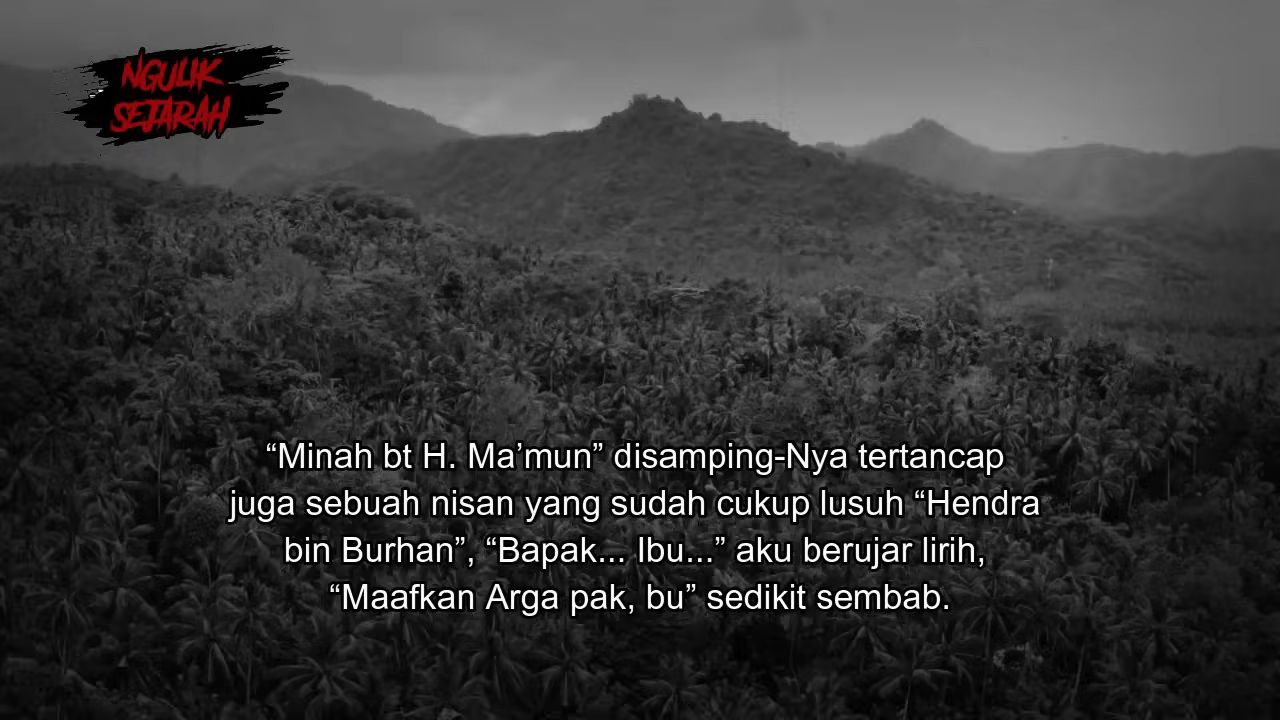 NGULIK
SEJARAH
“Minah bt H. Ma’mun” disamping-Nya tertancap
juga sebuah nisan yang sudah cukup lusuh “Hendra
bin Burhan”, “Bapak... Ibu...” aku berujar lirih,
“Maafkan Arga pak, bu” sedikit sembab.